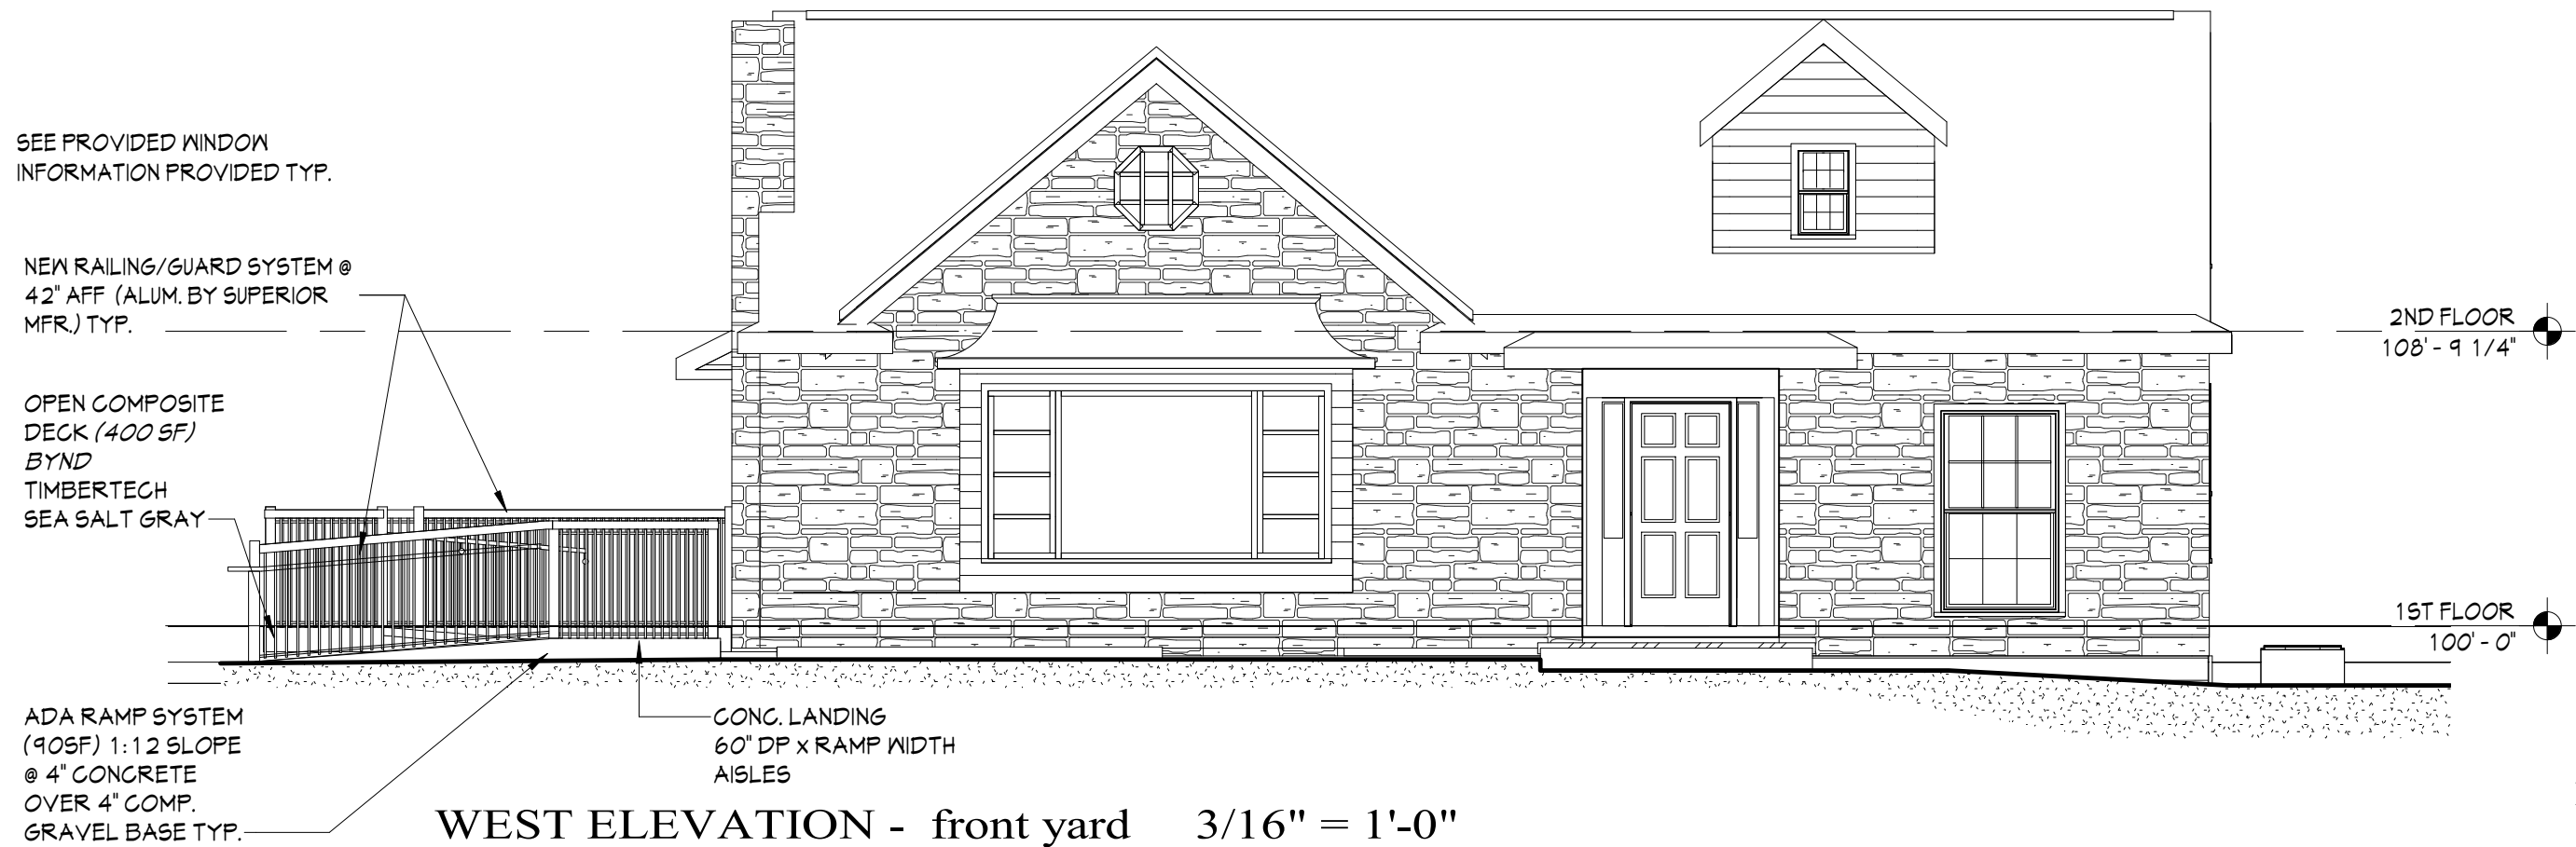 SEE PROVIDED WINDOW
INFORMATION PROVIDED TYP.
NEW RAILING/GUARD SYSTEM @
42" AFF (ALUM. BY SUPERIOR
MFR.) TYP.
OPEN COMPOSITE
DECK (400 SF)
BYND
TIMBERTECH
SEA SALT GRAY
ADA RAMP SYSTEM
(90SF) 1:12 SLOPE
@ 4" CONCRETE
OVER 4" COMP.
GRAVEL BASE TYP.
CONC. LANDING
60" DP x RAMP WIDTH
AISLES
2ND FLOOR
108' - 9 1/4"
1ST FLOOR
100' - 0"
WEST ELEVATION - front yard 3/16" = 1'-0"